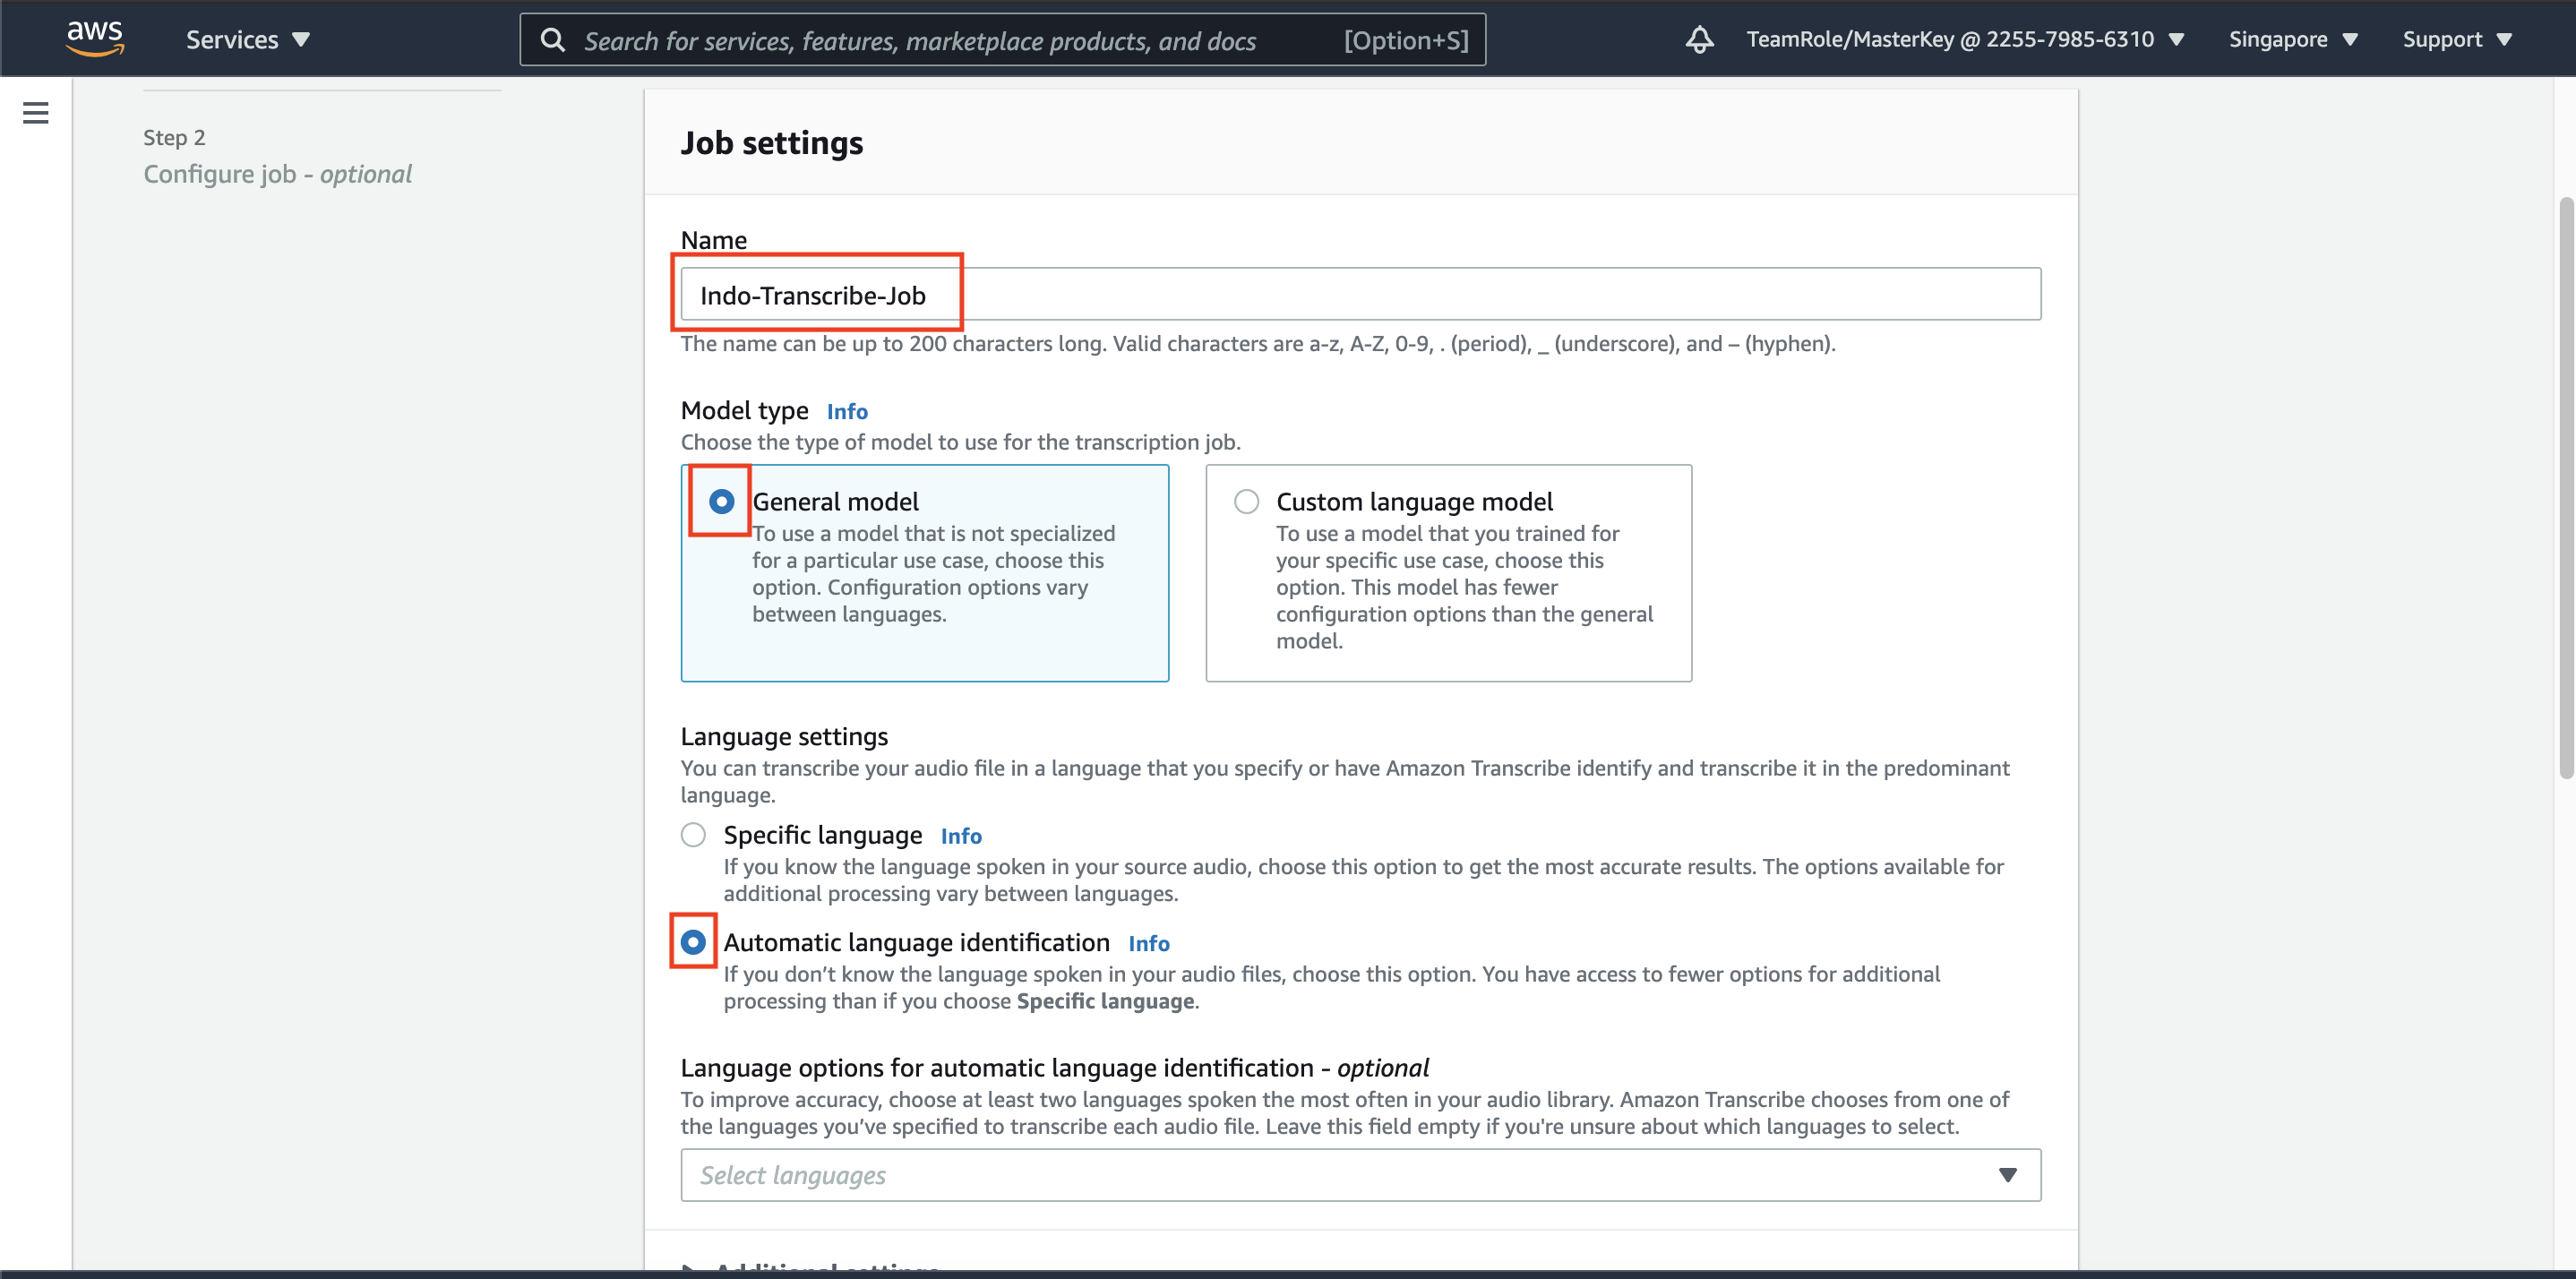 aws
Services
Search for services, features, marketplace products, and docs
[Option+S]
TeamRole/MasterKey @ 2255-7985-6310
Singapore
Support
Step 2
Configure job - optional
Job settings
Name
Indo-Transcribe-Job
The name can be up to 200 characters long. Valid characters are a-z, A-Z, 0-9, . (period), _ (underscore), and – (hyphen).
Model type Info
Choose the type of model to use for the transcription job.
General model
To use a model that is not specialized
for a particular use case, choose this
option. Configuration options vary
between languages.
Custom language model
To use a model that you trained for
your specific use case, choose this
option. This model has fewer
configuration options than the general
model.
Language settings
You can transcribe your audio file in a language that you specify or have Amazon Transcribe identify and transcribe it in the predominant
language.
Specific language Info
If you know the language spoken in your source audio, choose this option to get the most accurate results. The options available for
additional processing vary between languages.
Automatic language identification Info
If you don’t know the language spoken in your audio files, choose this option. You have access to fewer options for additional
processing than if you choose Specific language.
Language options for automatic language identification - optional
To improve accuracy, choose at least two languages spoken the most often in your audio library. Amazon Transcribe chooses from one of
the languages you’ve specified to transcribe each audio file. Leave this field empty if you're unsure about which languages to select.
Select languages
Additional settings